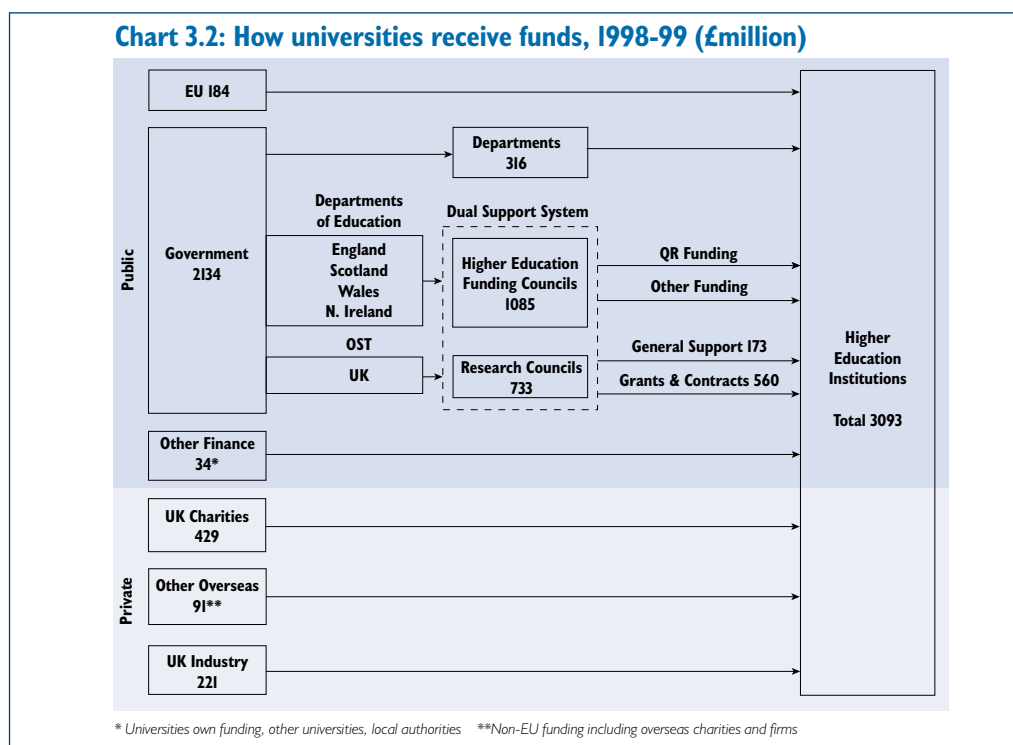 Chart 3.2: How universities receive funds, 1998-99 (£million)
Public
EU 184
Government
2134
Departments
316
Departments
of Education
England
Scotland
Wales
N. Ireland
OST
UK
Dual Support System
Higher Education
Funding Councils
1085
Research Councils
733
QR Funding
Other Funding
General Support 173
Grants & Contracts 560
Higher
Education
Institutions
Total 3093
Other Finance
34*
Private
UK Charities
429
Other Overseas
91**
UK Industry
221
* Universities own funding, other universities, local authorities **Non-EU funding including overseas charities and firms